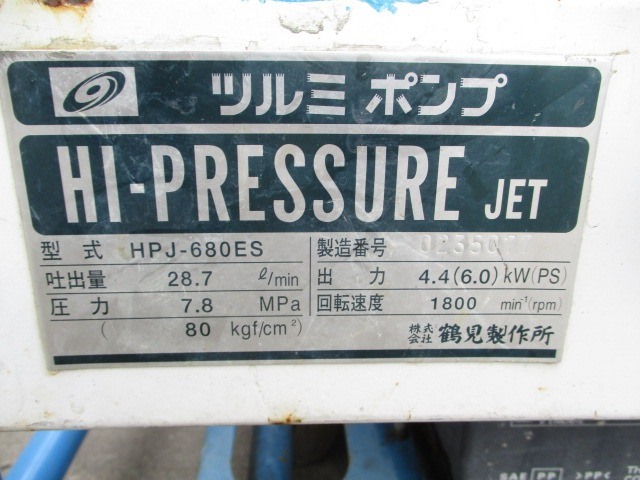 ツルミポンプ
HI-PRESSURE JET
型式 HPJ-680ES 製造番号
吐出量 28.7 ℓ/min 出力 4.4(6.0) kW(PS)
圧力 7.8 MPa 回転速度 1800 min⁻¹(rpm)
( 80 kgf/cm²) 株式会社 鶴見製作所
PP >PP<